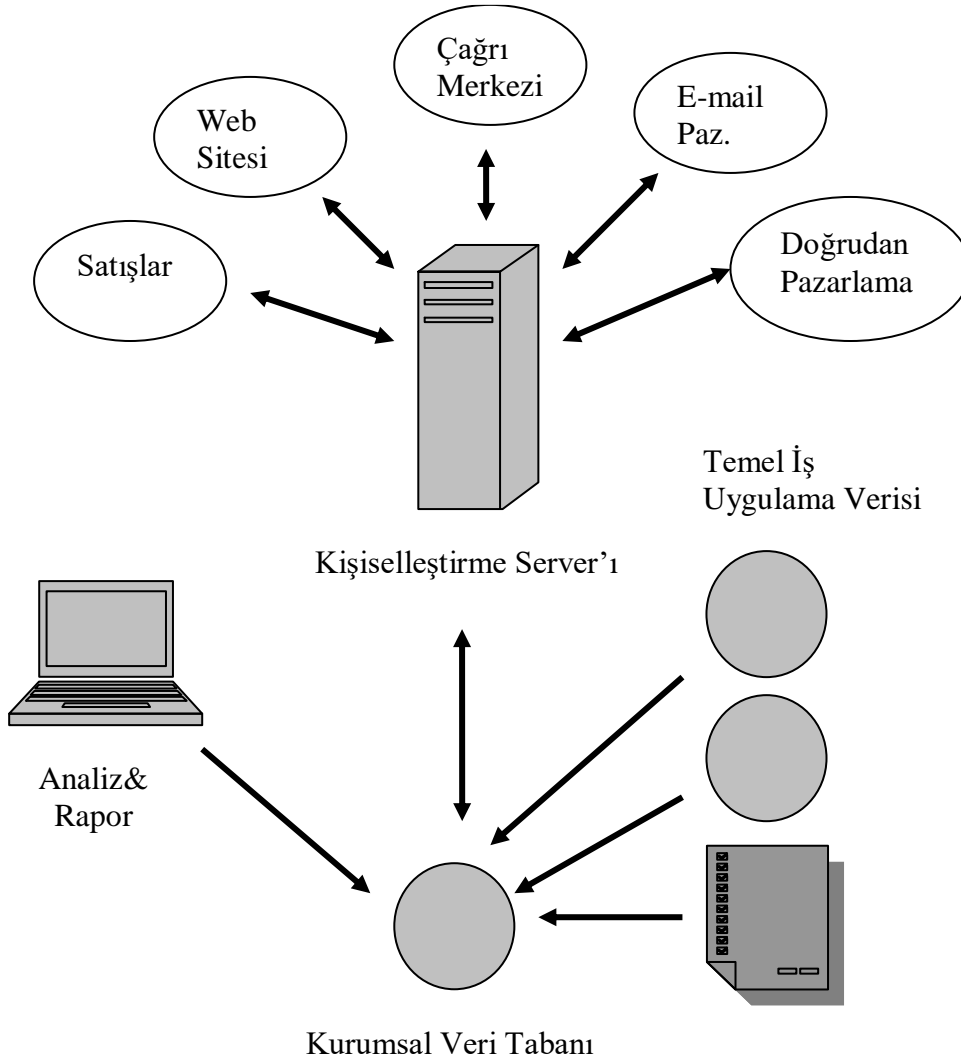 Çağrı
Merkezi
E-mail
Paz.
Web
Sitesi
Satışlar
Doğrudan
Pazarlama
Temel İş
Uygulama Verisi
Kişiselleştirme Server’ı
Analiz&
Rapor
Kurumsal Veri Tabanı